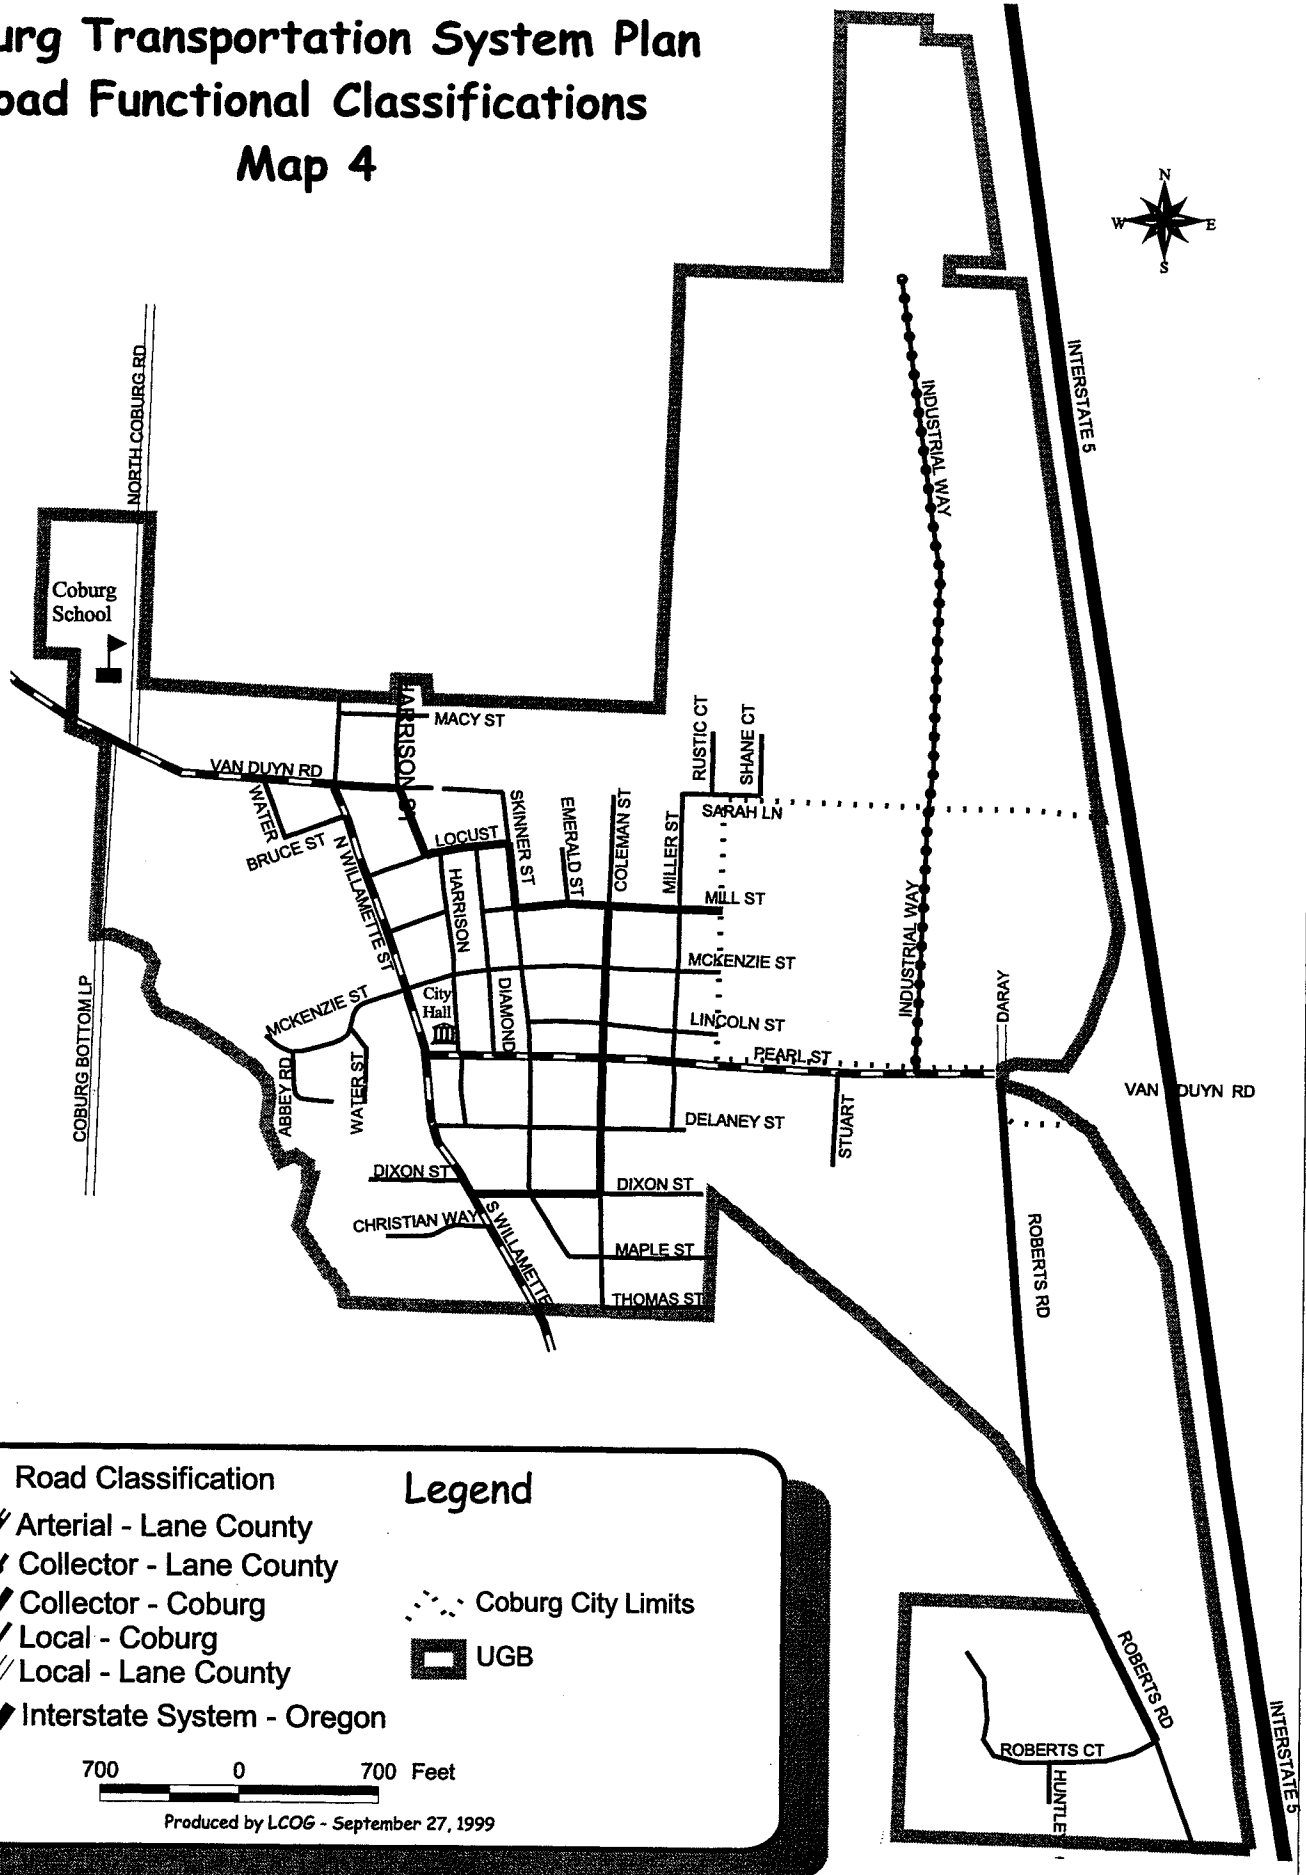 urg Transportation System Plan
oad Functional Classifications
Map 4
N
W
E
S
INTERSTATE 5
NORTH COBURG RD
INDUSTRIAL WAY
Coburg
School
HARRISON ST
MACY ST
RUSTIC CT
SHANE CT
VAN DUYN RD
WATER
BRUCE ST
N WILLAMETTE ST
LOCUST
SKINNER ST
EMERALD ST
COLEMAN ST
MILLER ST
SARAH LN
HARRISON
MILL ST
INDUSTRIAL WAY
MCKENZIE ST
MCKENZIE ST
City
Hall
DIAMOND
LINCOLN ST
DARAY
COBURG BOTTOM LP
ABBEY RD
WATER ST
PEARL ST
VAN DUYN RD
DELANEY ST
STUART
DIXON ST
DIXON ST
CHRISTIAN WAY
S WILLAMETTE
MAPLE ST
THOMAS ST
ROBERTS RD
Road Classification
Legend
Arterial - Lane County
Collector - Lane County
Collector - Coburg
Local - Coburg
Local - Lane County
Interstate System - Oregon
Coburg City Limits
UGB
700 0 700 Feet
Produced by LCOG - September 27, 1999
ROBERTS RD
ROBERTS CT
HUNTLEY
INTERSTATE 5